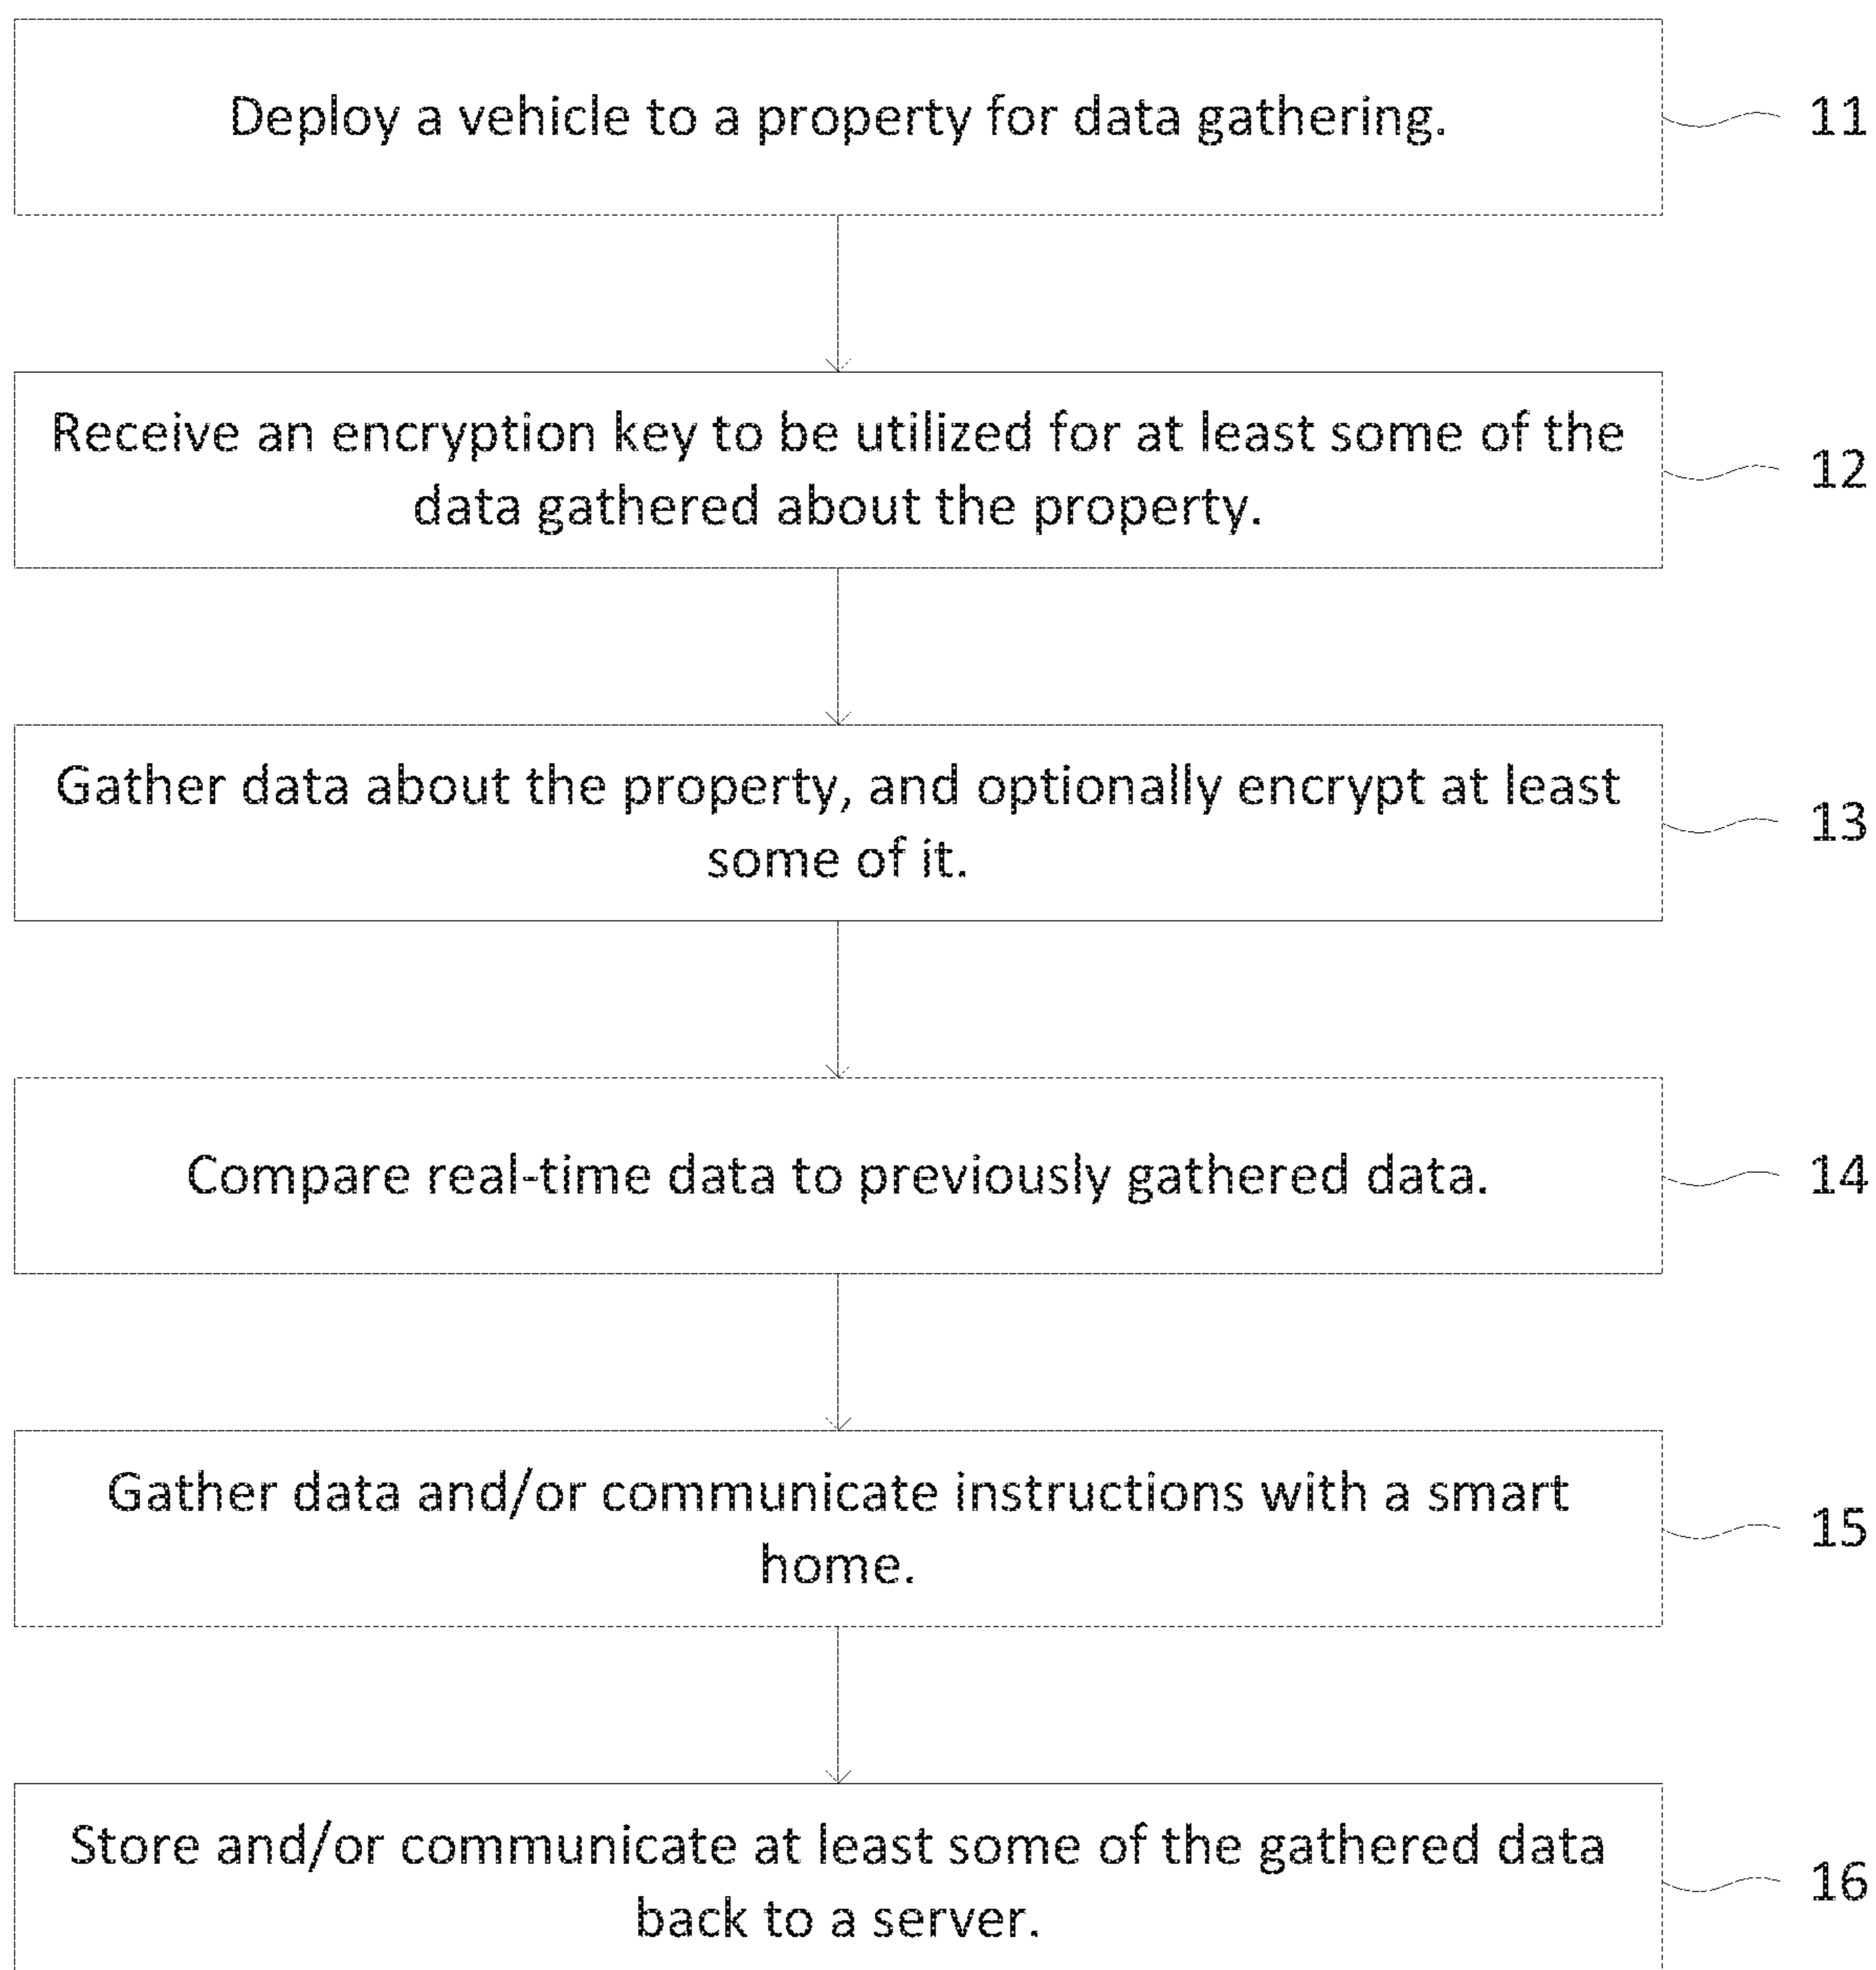 Deploy a vehicle to a property for data gathering.
11
Receive an encryption key to be utilized for at least some of the
data gathered about the property.
12
Gather data about the property, and optionally encrypt at least
some of it.
13
Compare real-time data to previously gathered data.
14
Gather data and/or communicate instructions with a smart
home.
15
Store and/or communicate at least some of the gathered data
back to a server.
16